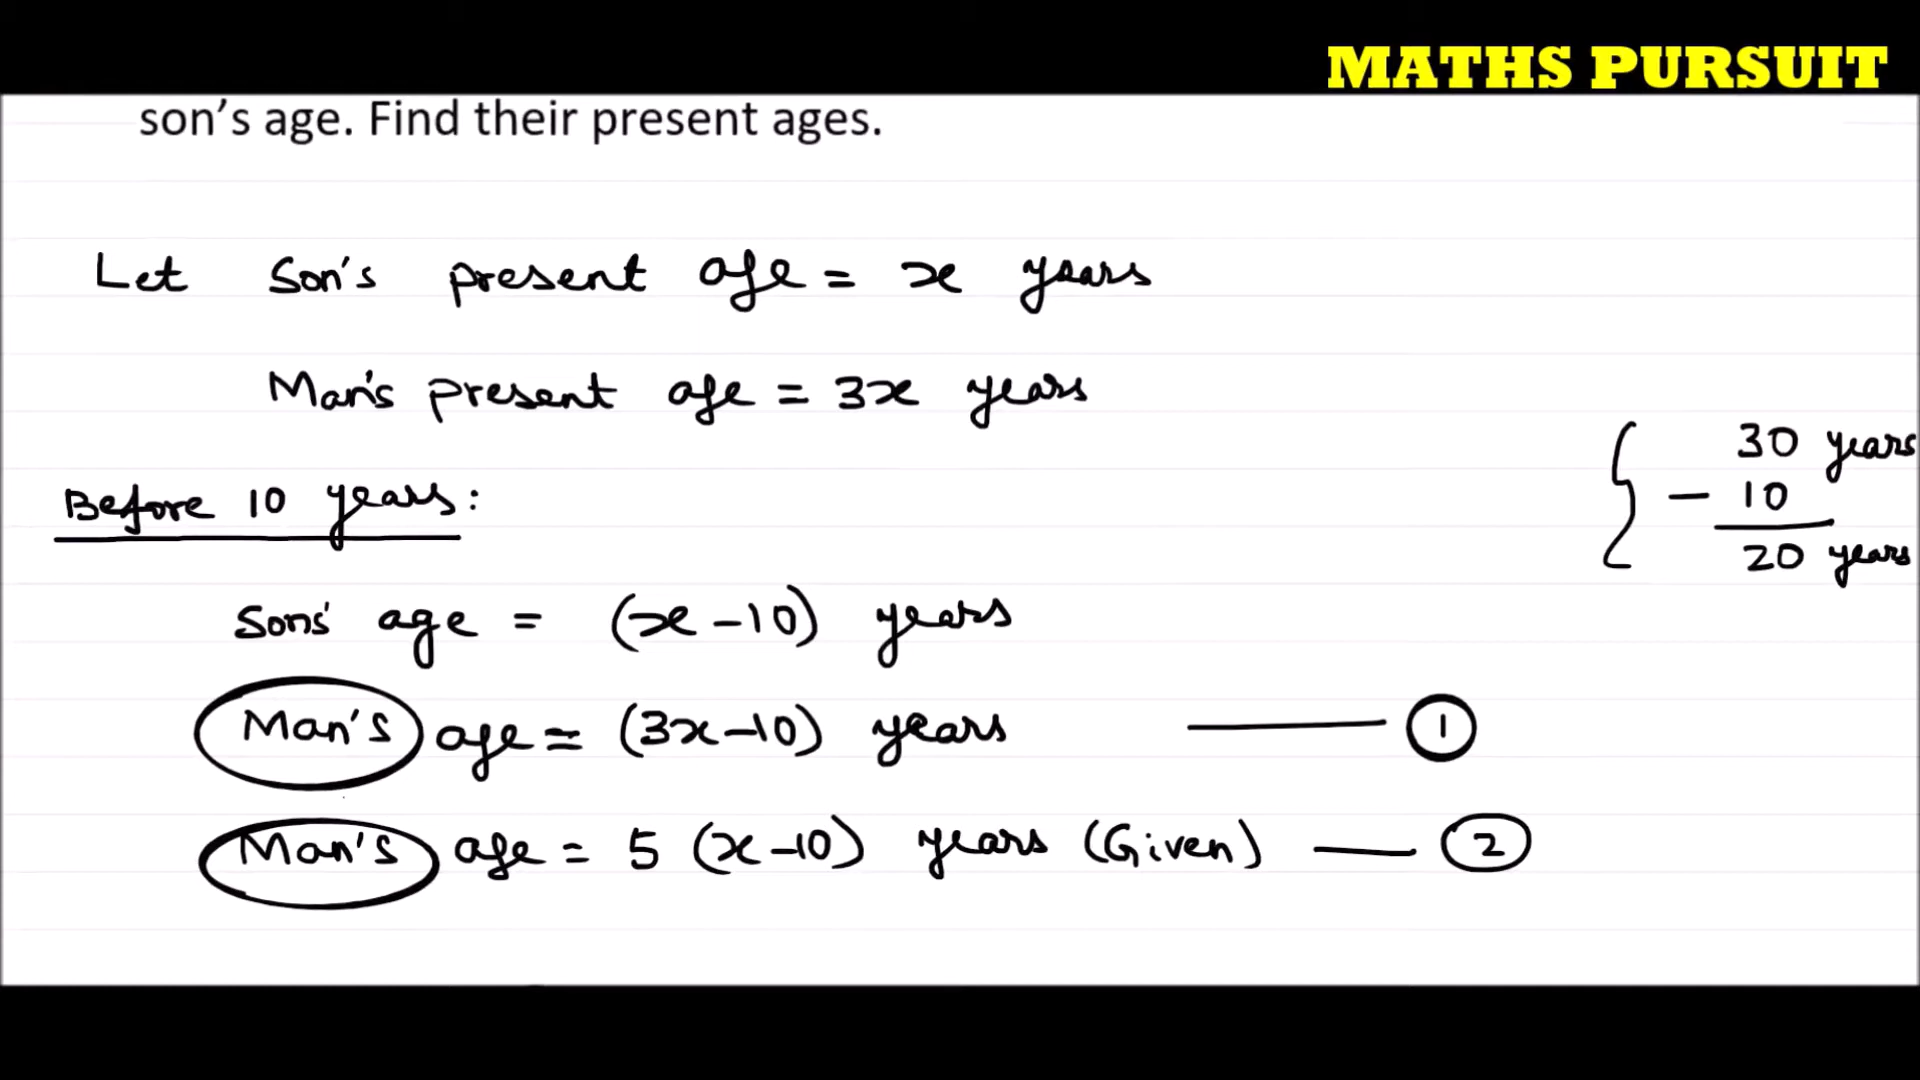 MATHS PURSUIT
son’s age. Find their present ages.
Let Son's present age = x years
Man's present age = 3x years
30 years
Before 10 years:
- 10
20 years
Sons' age = (x-10) years
Man's age = (3x-10) years — 1
Man's age = 5 (x-10) years (Given) — 2